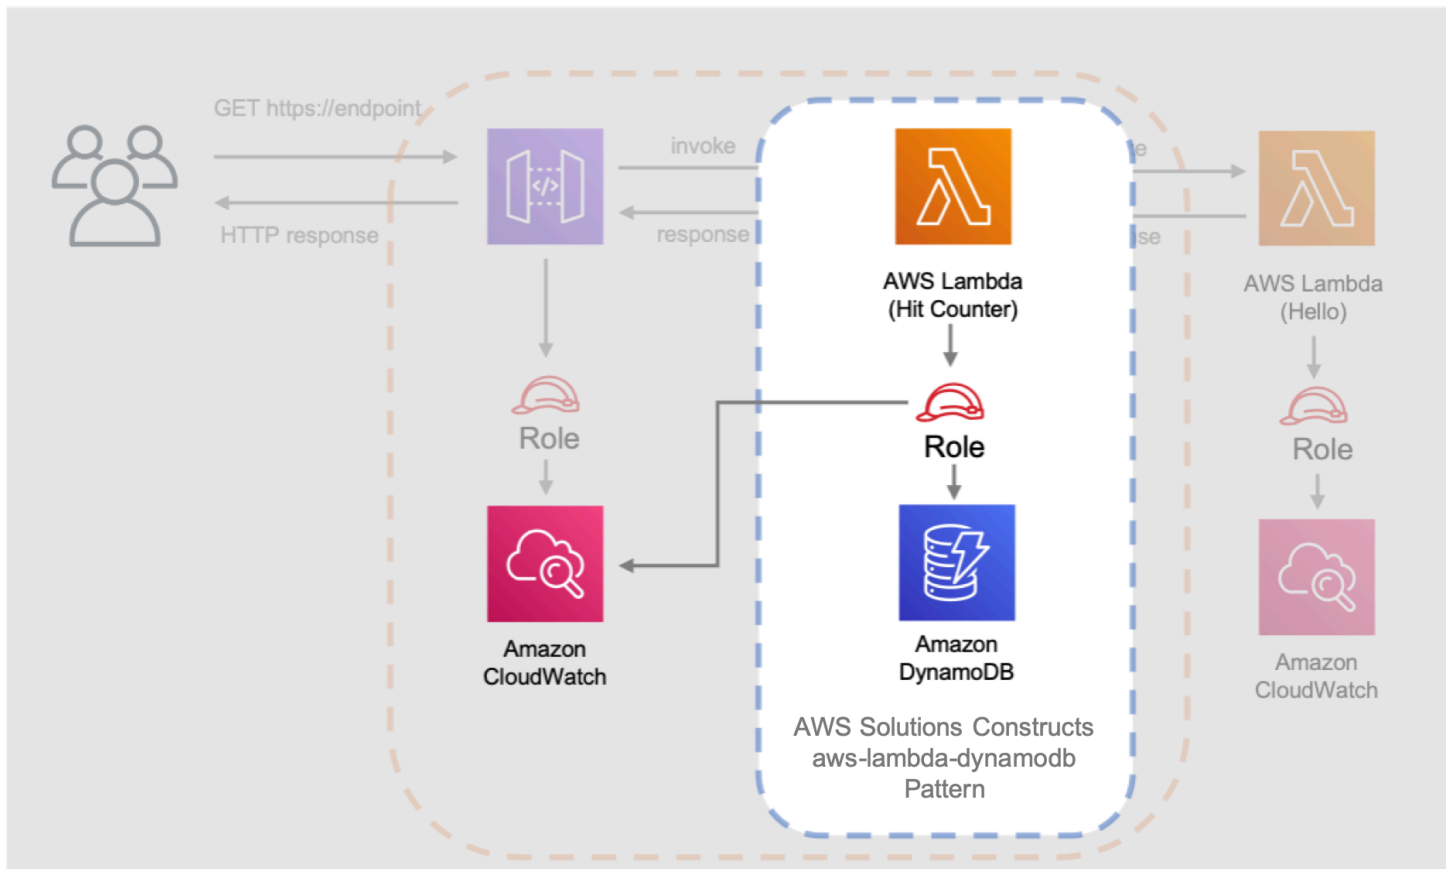 GET https://endpoint
HTTP response
invoke
response
AWS Lambda
(Hit Counter)
AWS Lambda
(Hello)
Role
Role
Role
Amazon
CloudWatch
Amazon
DynamoDB
Amazon
CloudWatch
AWS Solutions Constructs
aws-lambda-dynamodb
Pattern